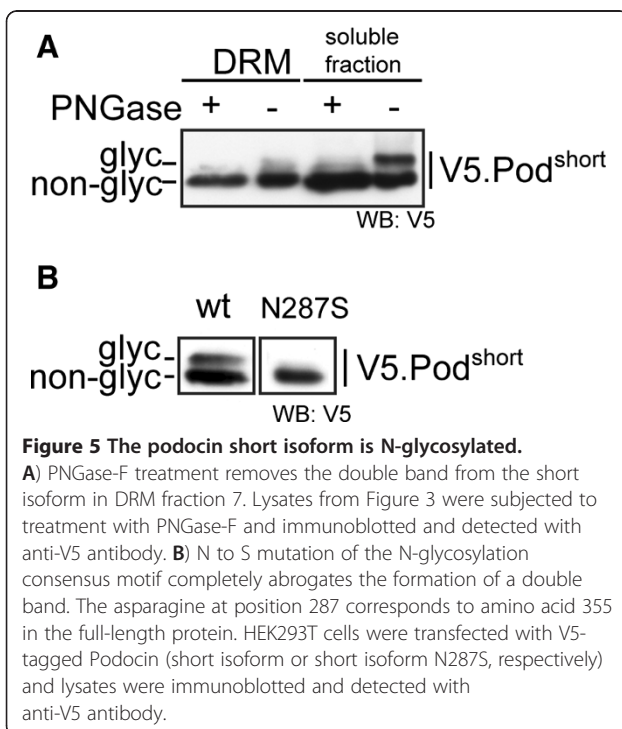 A
DRM
soluble
fraction
PNGase + - + -
glyc
non-glyc
V5.Pod^short
WB: V5
B
wt N287S
glyc
non-glyc
V5.Pod^short
WB: V5
Figure 5 The podocin short isoform is N-glycosylated.
A) PNGase-F treatment removes the double band from the short
isoform in DRM fraction 7. Lysates from Figure 3 were subjected to
treatment with PNGase-F and immunoblotted and detected with
anti-V5 antibody. B) N to S mutation of the N-glycosylation
consensus motif completely abrogates the formation of a double
band. The asparagine at position 287 corresponds to amino acid 355
in the full-length protein. HEK293T cells were transfected with V5-
tagged Podocin (short isoform or short isoform N287S, respectively)
and lysates were immunoblotted and detected with
anti-V5 antibody.